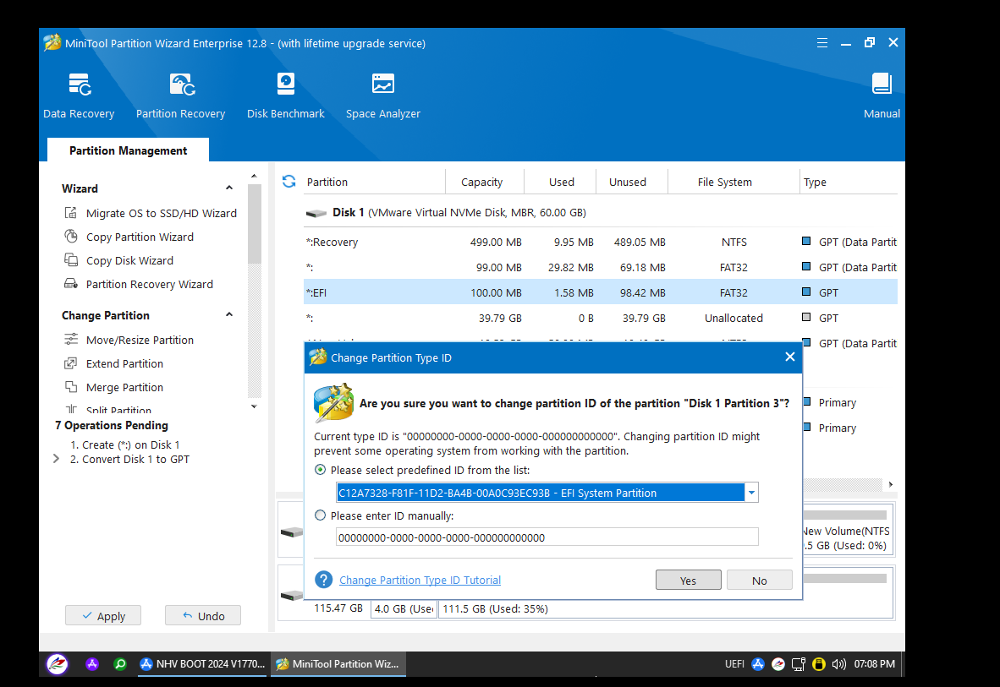 MiniTool Partition Wizard Enterprise 12.8 - (with lifetime upgrade service)
Data Recovery
Partition Recovery
Disk Benchmark
Space Analyzer
Manual
Partition Management
Wizard
Migrate OS to SSD/HD Wizard
Copy Partition Wizard
Copy Disk Wizard
Partition Recovery Wizard
Change Partition
Move/Resize Partition
Extend Partition
Merge Partition
Split Partition
7 Operations Pending
1. Create (*:) on Disk 1
2. Convert Disk 1 to GPT
Apply
Undo
Partition Capacity Used Unused File System Type
Disk 1 (VMware Virtual NVMe Disk, MBR, 60.00 GB)
*:Recovery 499.00 MB 9.95 MB 489.05 MB NTFS GPT (Data Partit
*: 99.00 MB 29.82 MB 69.18 MB FAT32 GPT (Data Partit
*:EFI 100.00 MB 1.58 MB 98.42 MB FAT32 GPT
*: 39.79 GB 0 B 39.79 GB Unallocated GPT
GPT (Data Partit
Primary
Primary
Change Partition Type ID
Are you sure you want to change partition ID of the partition "Disk 1 Partition 3"?
Current type ID is "00000000-0000-0000-0000-000000000000". Changing partition ID might
prevent some operating system from working with the partition.
Please select predefined ID from the list:
C12A7328-F81F-11D2-BA4B-00A0C93EC93B - EFI System Partition
Please enter ID manually:
00000000-0000-0000-0000-000000000000
? Change Partition Type ID Tutorial
Yes
No
New Volume(NTFS
.5 GB (Used: 0%)
115.47 GB
4.0 GB (Used
111.5 GB (Used: 35%)
NHV BOOT 2024 V1770...
MiniTool Partition Wiz...
UEFI
07:08 PM